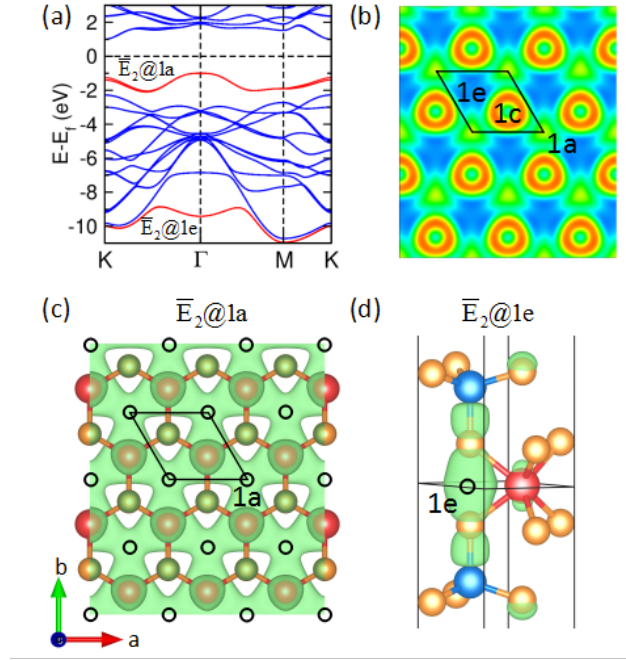 (a)
(b)
E-E_f (eV)
2
0
-2
-4
-6
-8
-10
E̅₂@1a
E̅₂@1e
K
Γ
M
K
1e
1c
1a
(c)
E̅₂@1a
(d)
E̅₂@1e
1a
b
a
1e